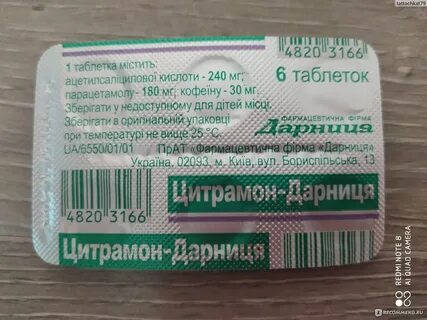 tattochka79
4820 3166
1 таблетка містить:
ацетилсаліцилової кислоти - 240 мг;
парацетамолу - 180 мг; кофеїну - 30 мг.
Зберігати у недоступному для дітей місці.
Зберігати в оригінальній упаковці
при температурі не вище 25 °С.
UA/6550/01/01
6 таблеток
ФАРМАЦЕВТИЧНА ФІРМА
Дарниця
ПрАТ "Фармацевтична фірма "Дарниця"
Україна, 02093, м. Київ, вул. Бориспільська, 13
4820 3166
Цитрамон-Дарниця
Цитрамон-Дарниця
REDMI NOTE 8
AI QUAD CAMERA
IRECOMMEND.RU